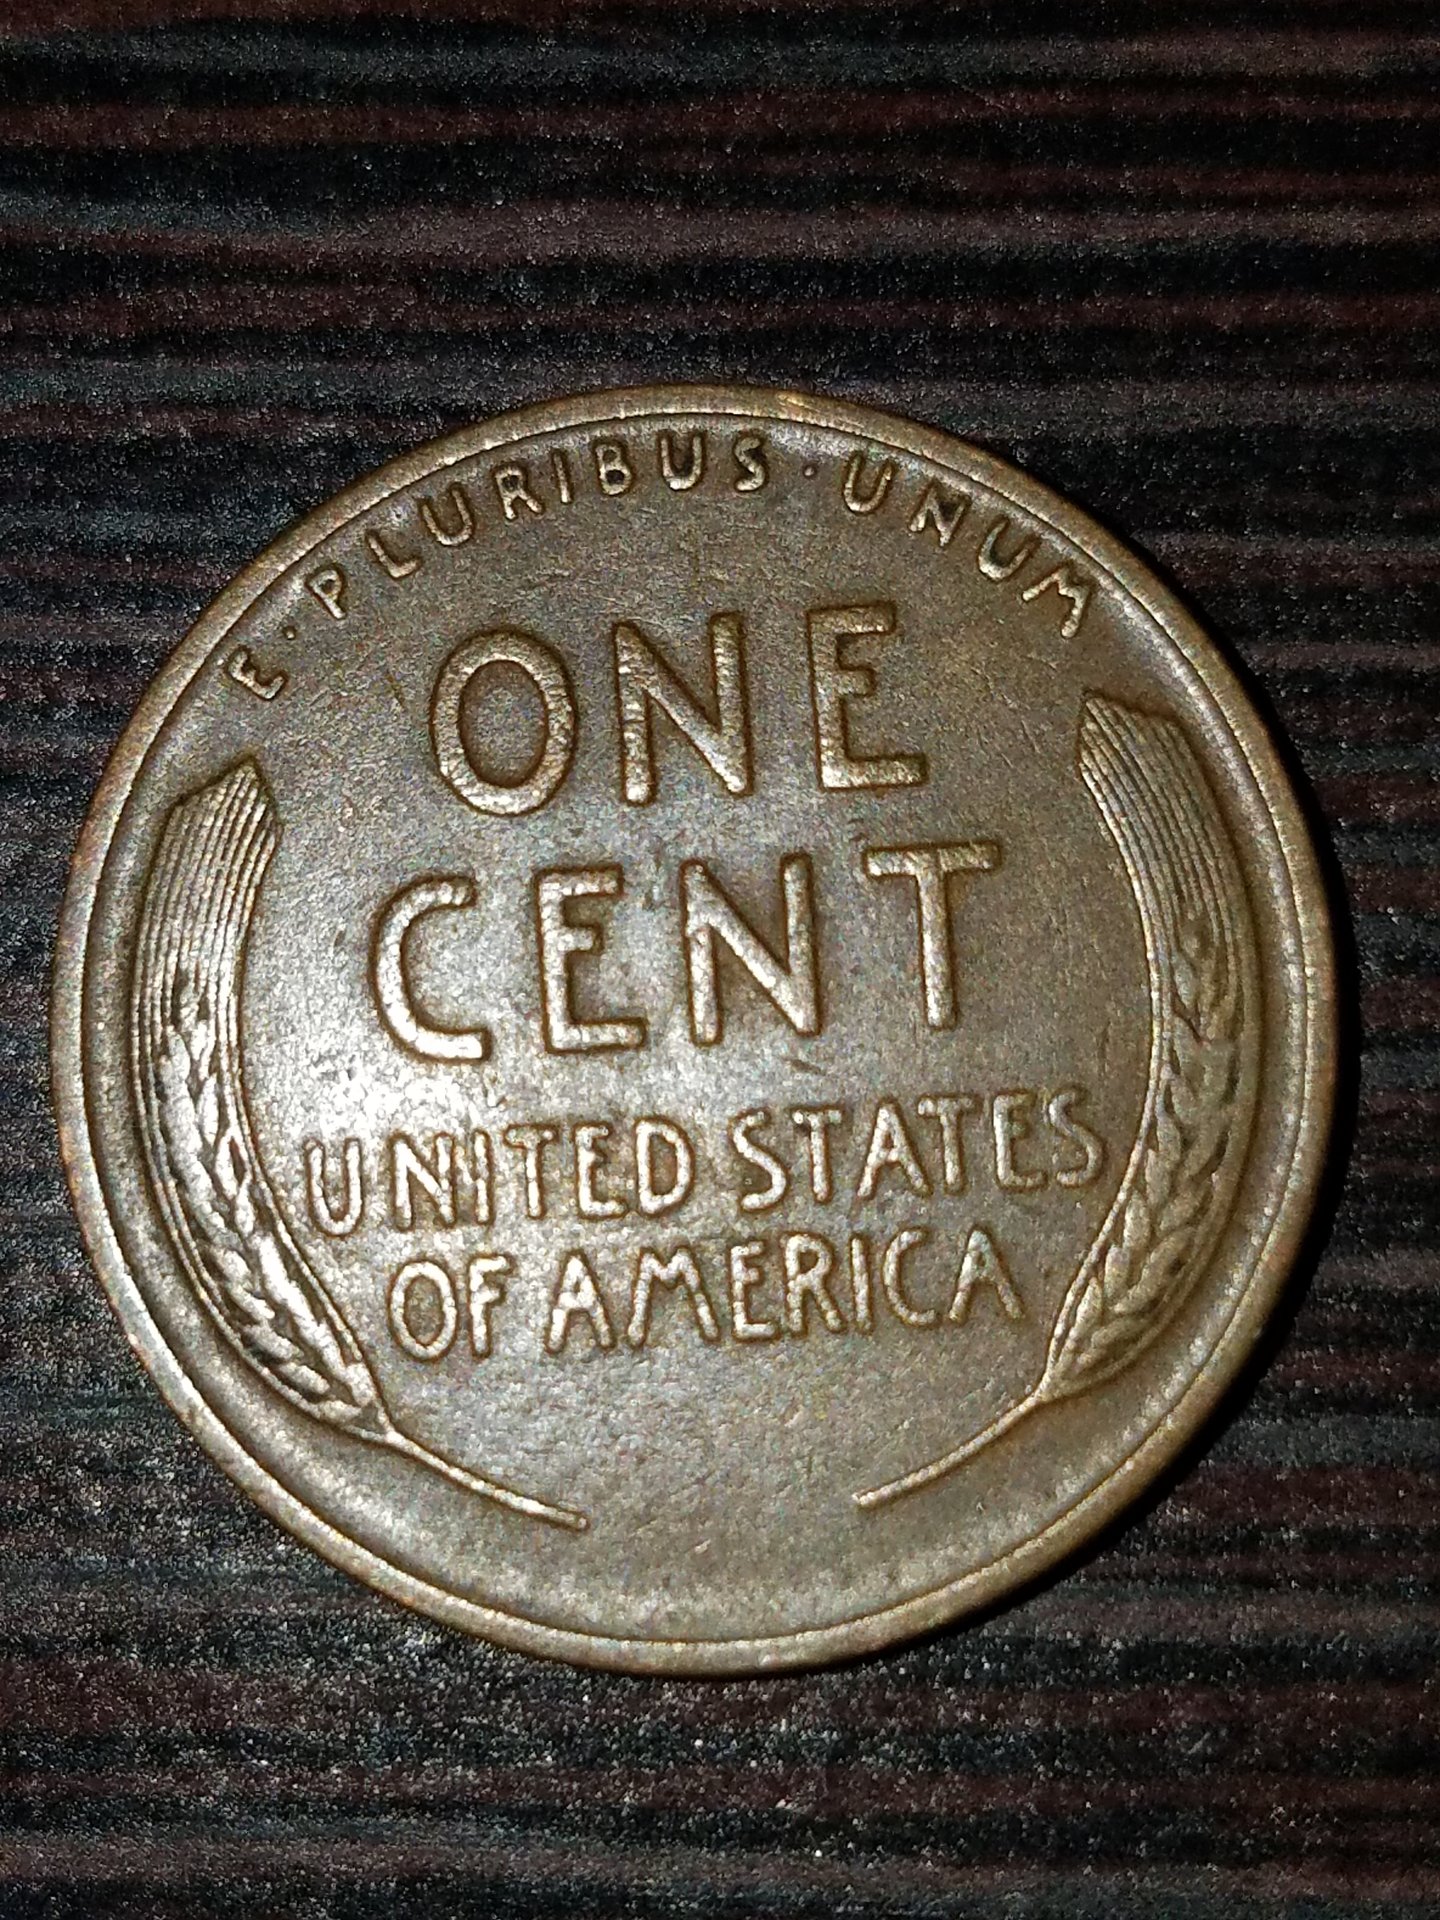 E·PLURIBUS·UNUM
ONE
CENT
UNITED STATES
OF AMERICA